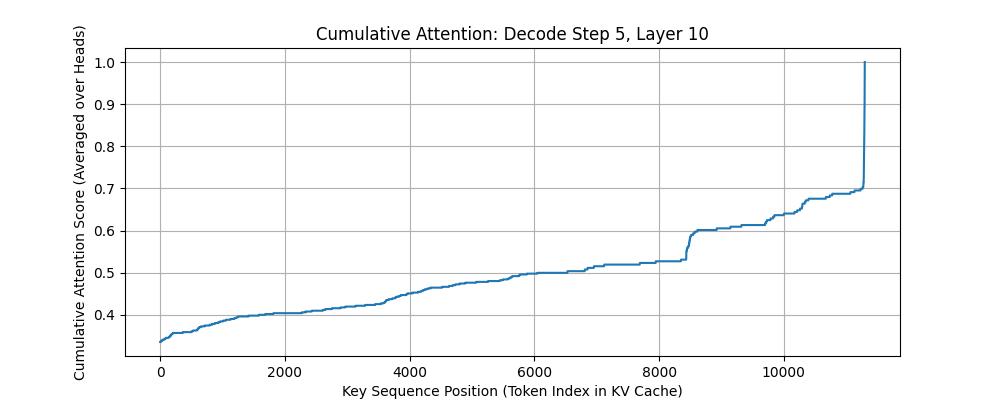 Cumulative Attention: Decode Step 5, Layer 10
Cumulative Attention Score (Averaged over Heads)
1.0
0.9
0.8
0.7
0.6
0.5
0.4
0 2000 4000 6000 8000 10000
Key Sequence Position (Token Index in KV Cache)